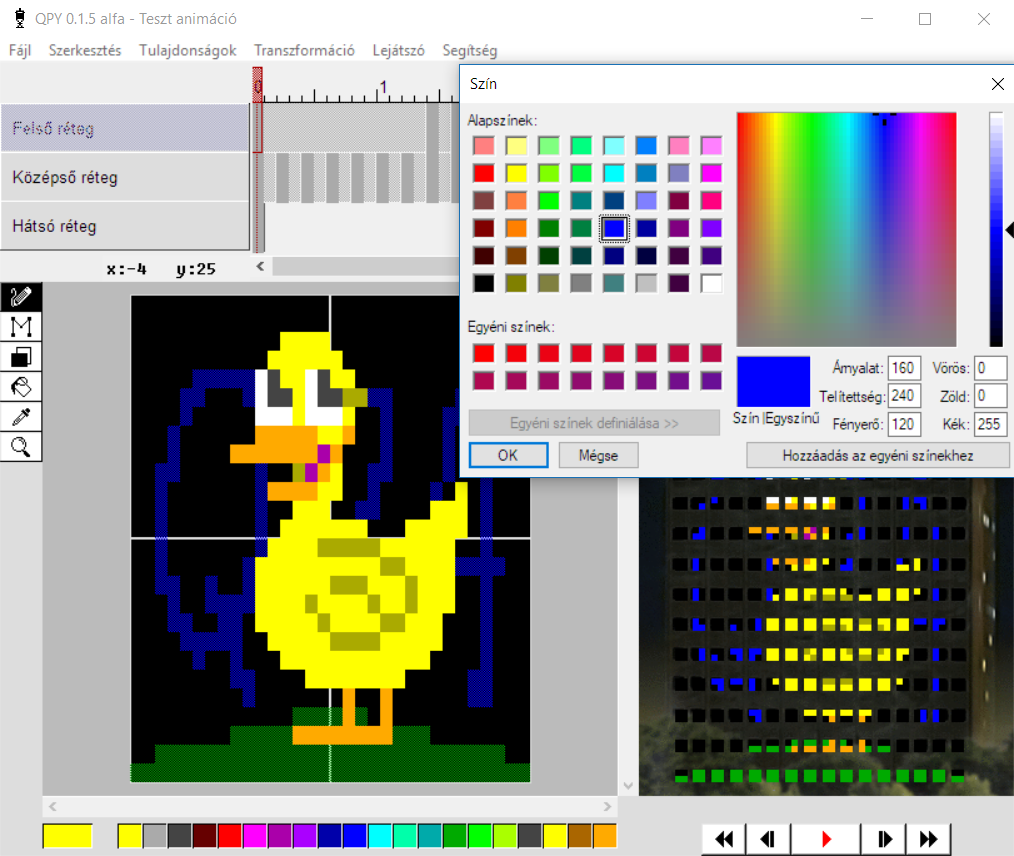 QPY 0.1.5 alfa - Teszt animáció
Fájl Szerkesztés Tulajdonságok Transzformáció Lejátszó Segítség
0 1
Felső réteg
Középső réteg
Hátsó réteg
x:-4 y:25
Szín
Alapszínek:
Egyéni színek:
Egyéni színek definiálása >>
OK Mégse
Szín |Egyszínű
Árnyalat: 160 Vörös: 0
Telítettség: 240 Zöld: 0
Fényerő: 120 Kék: 255
Hozzáadás az egyéni színekhez